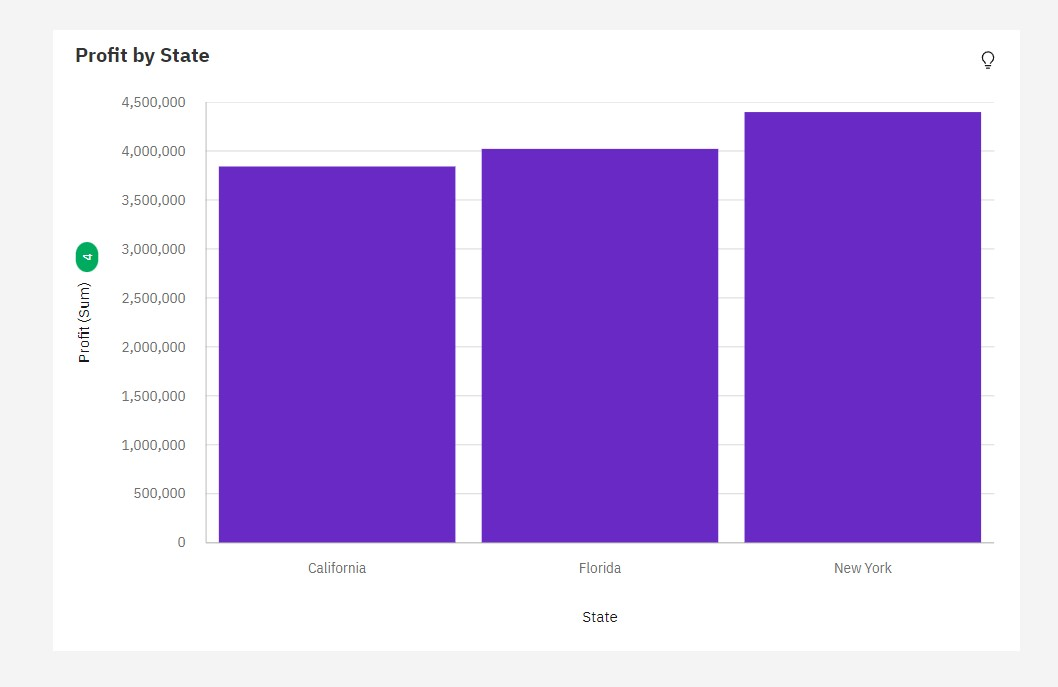 Profit by State
4,500,000
4,000,000
3,500,000
3,000,000
2,500,000
2,000,000
1,500,000
1,000,000
500,000
0
Profit (Sum) 4
California Florida New York
State